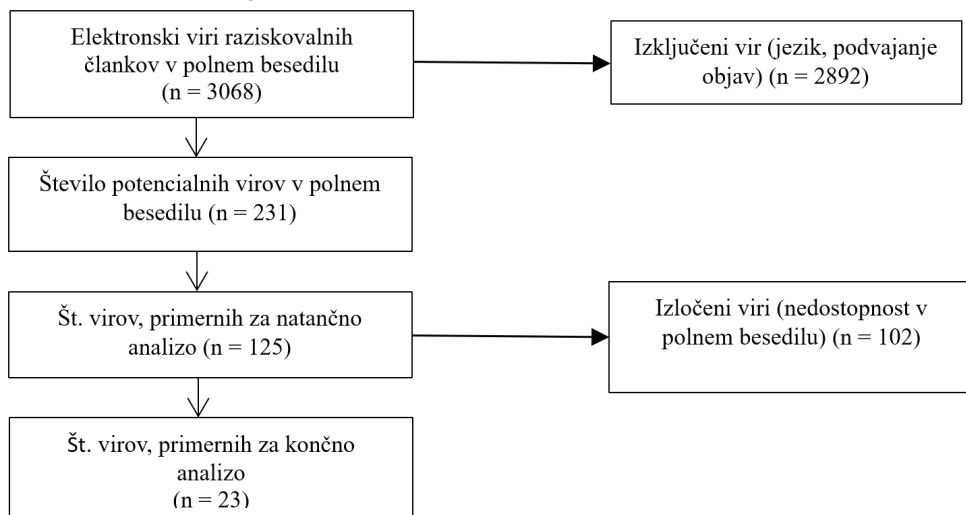 Elektronski viri raziskovalnih
člankov v polnem besedilu
(n = 3068)
Izključeni vir (jezik, podvajanje
objav) (n = 2892)
Število potencialnih virov v polnem
besedilu (n = 231)
Št. virov, primernih za natančno
analizo (n = 125)
Izločeni viri (nedostopnost v
polnem besedilu) (n = 102)
Št. virov, primernih za končno
analizo
(n = 23)